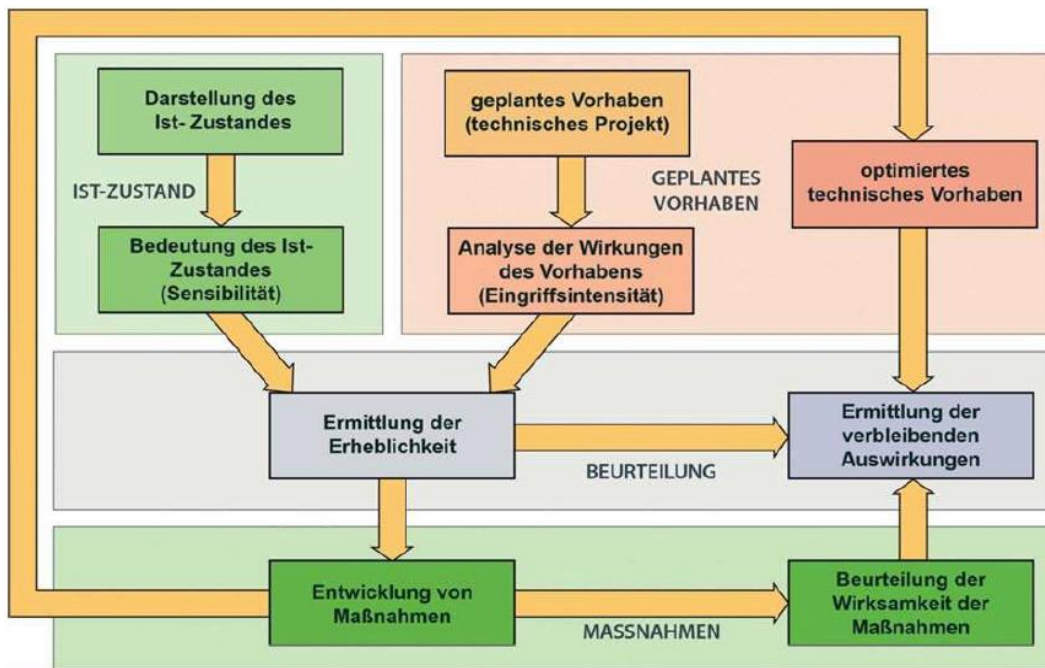 Darstellung des
Ist- Zustandes
geplantes Vorhaben
(technisches Projekt)
IST-ZUSTAND
GEPLANTES
VORHABEN
optimiertes
technisches Vorhaben
Bedeutung des Ist-
Zustandes
(Sensibilität)
Analyse der Wirkungen
des Vorhabens
(Eingriffsintensität)
Ermittlung der
Erheblichkeit
BEURTEILUNG
Ermittlung der
verbleibenden
Auswirkungen
Entwicklung von
Maßnahmen
MASSNAHMEN
Beurteilung der
Wirksamkeit der
Maßnahmen